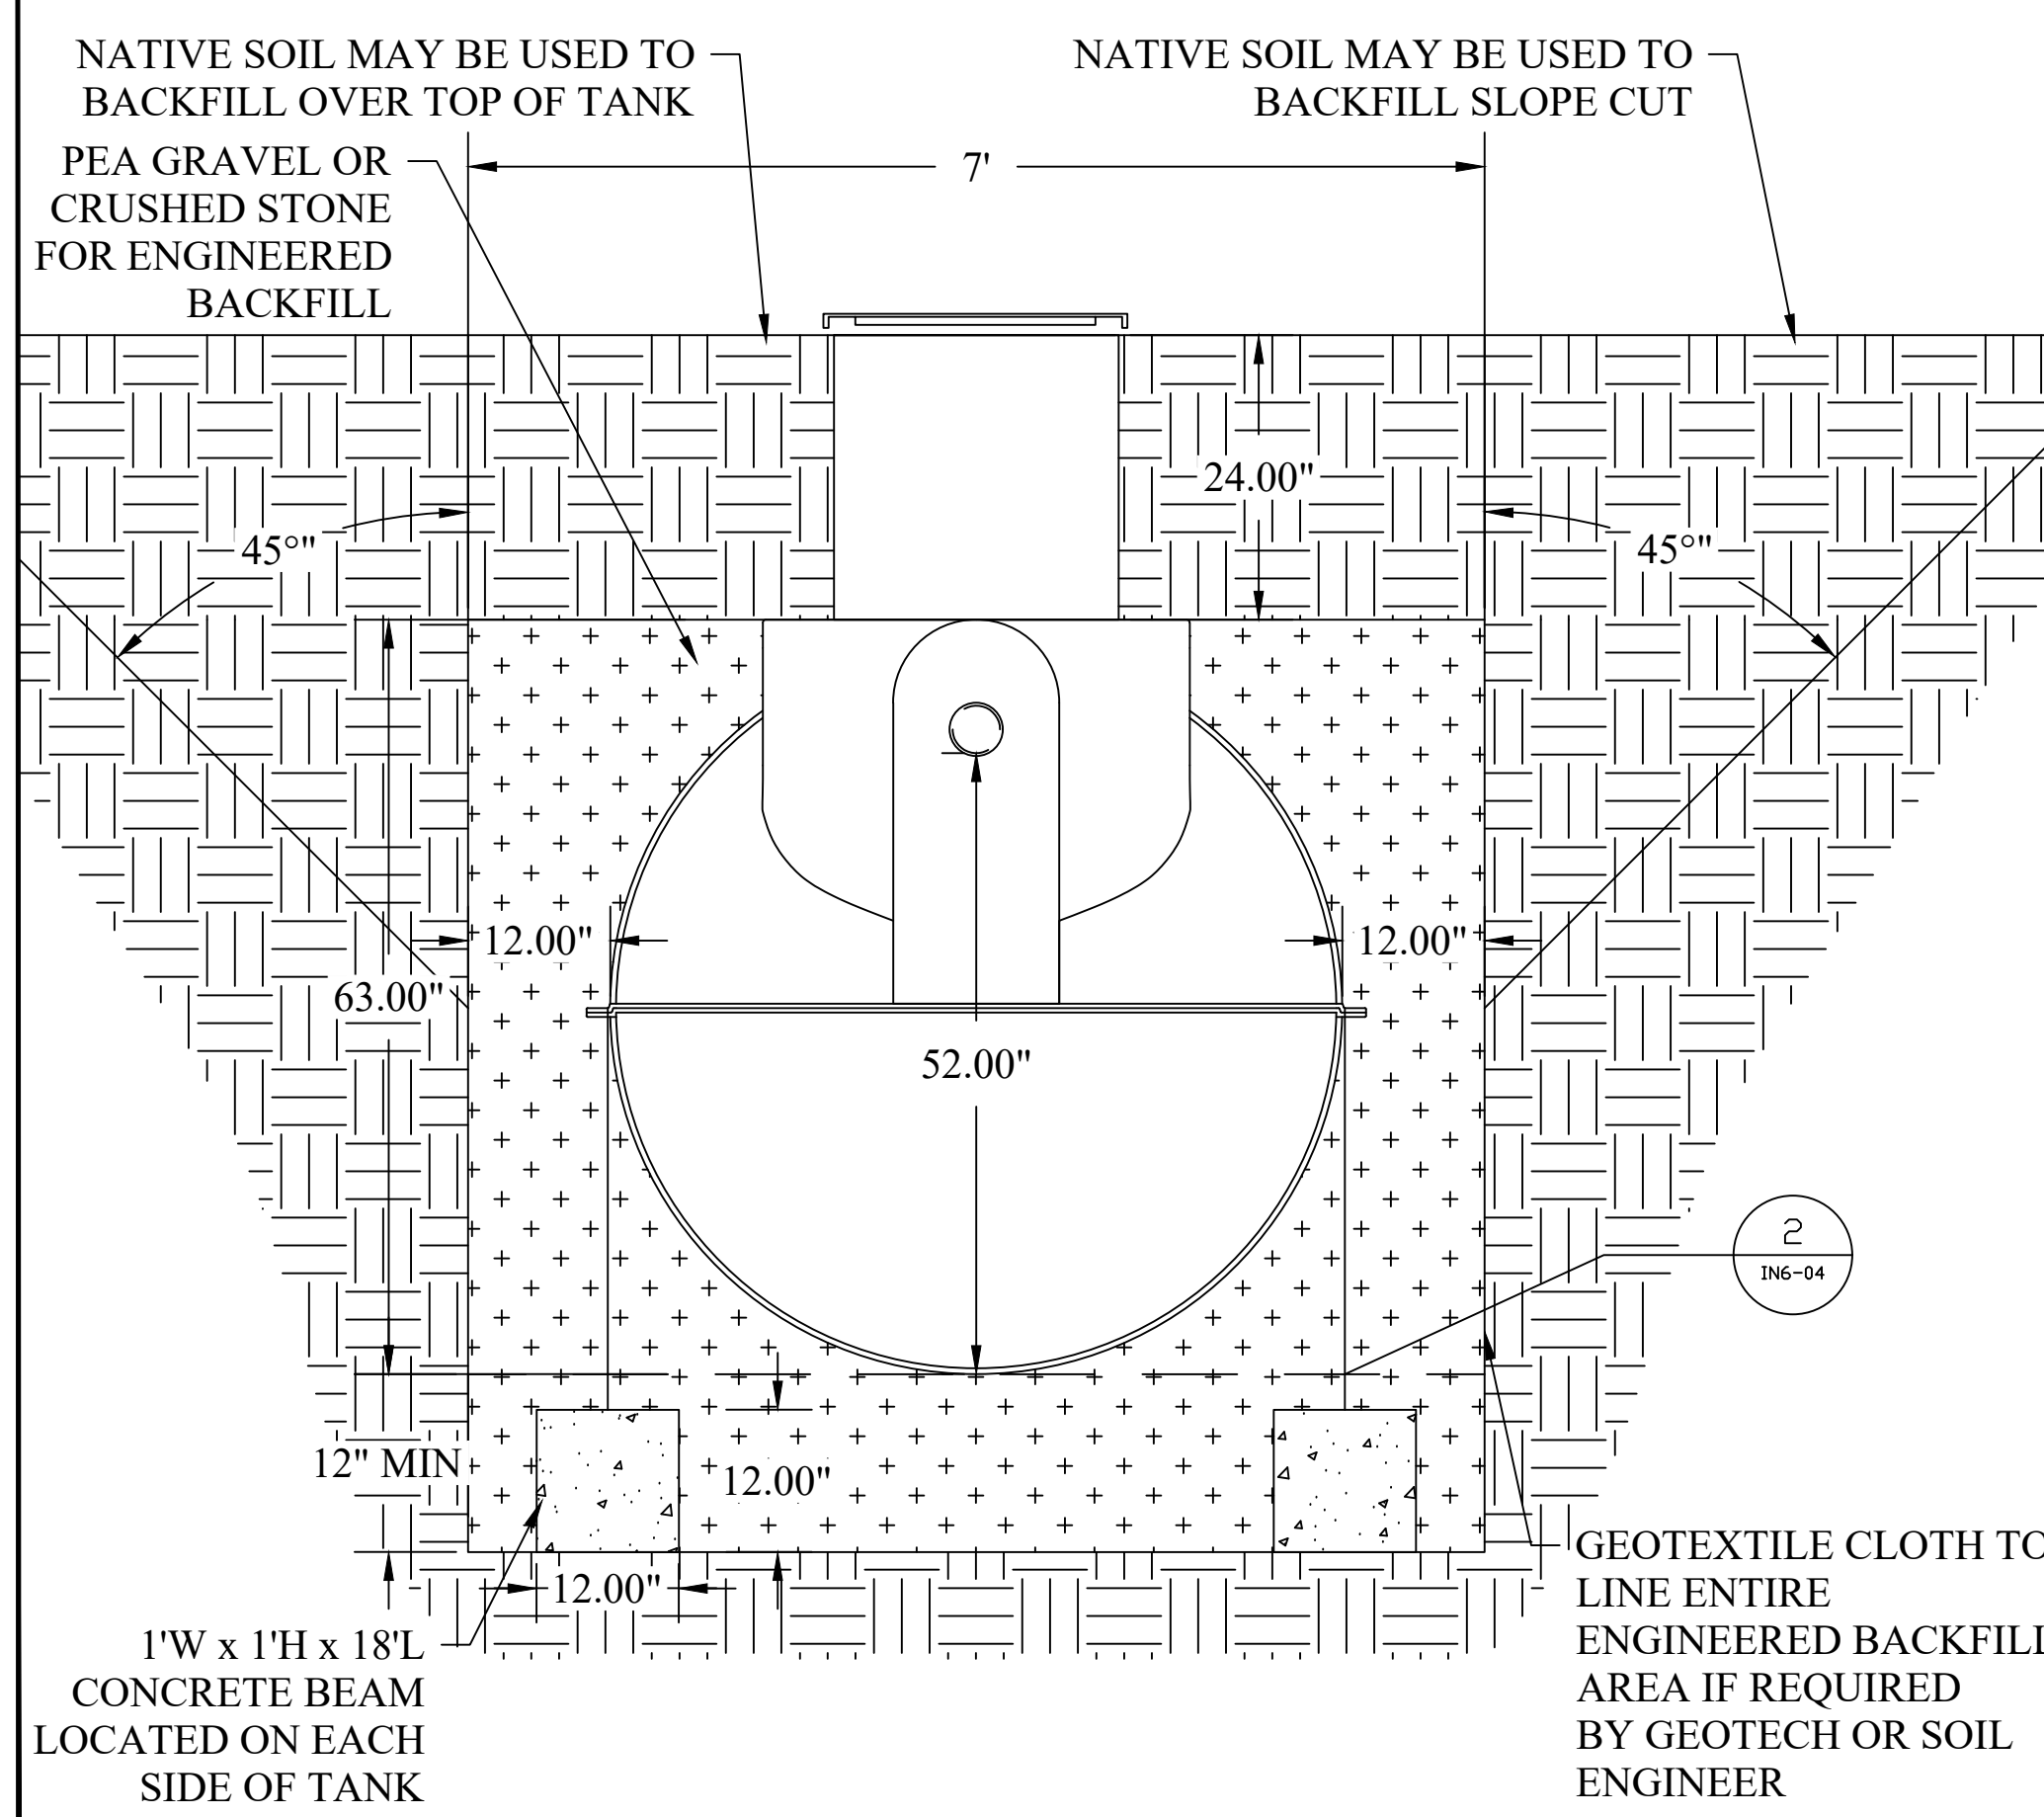 NATIVE SOIL MAY BE USED TO
BACKFILL OVER TOP OF TANK
NATIVE SOIL MAY BE USED TO
BACKFILL SLOPE CUT
PEA GRAVEL OR
CRUSHED STONE
FOR ENGINEERED
BACKFILL
7'
24.00"
45°"
45°"
12.00"
12.00"
63.00"
52.00"
2
IN6-04
12" MIN
12.00"
12.00"
1'W x 1'H x 18'L
CONCRETE BEAM
LOCATED ON EACH
SIDE OF TANK
GEOTEXTILE CLOTH TO
LINE ENTIRE
ENGINEERED BACKFILL
AREA IF REQUIRED
BY GEOTECH OR SOIL
ENGINEER